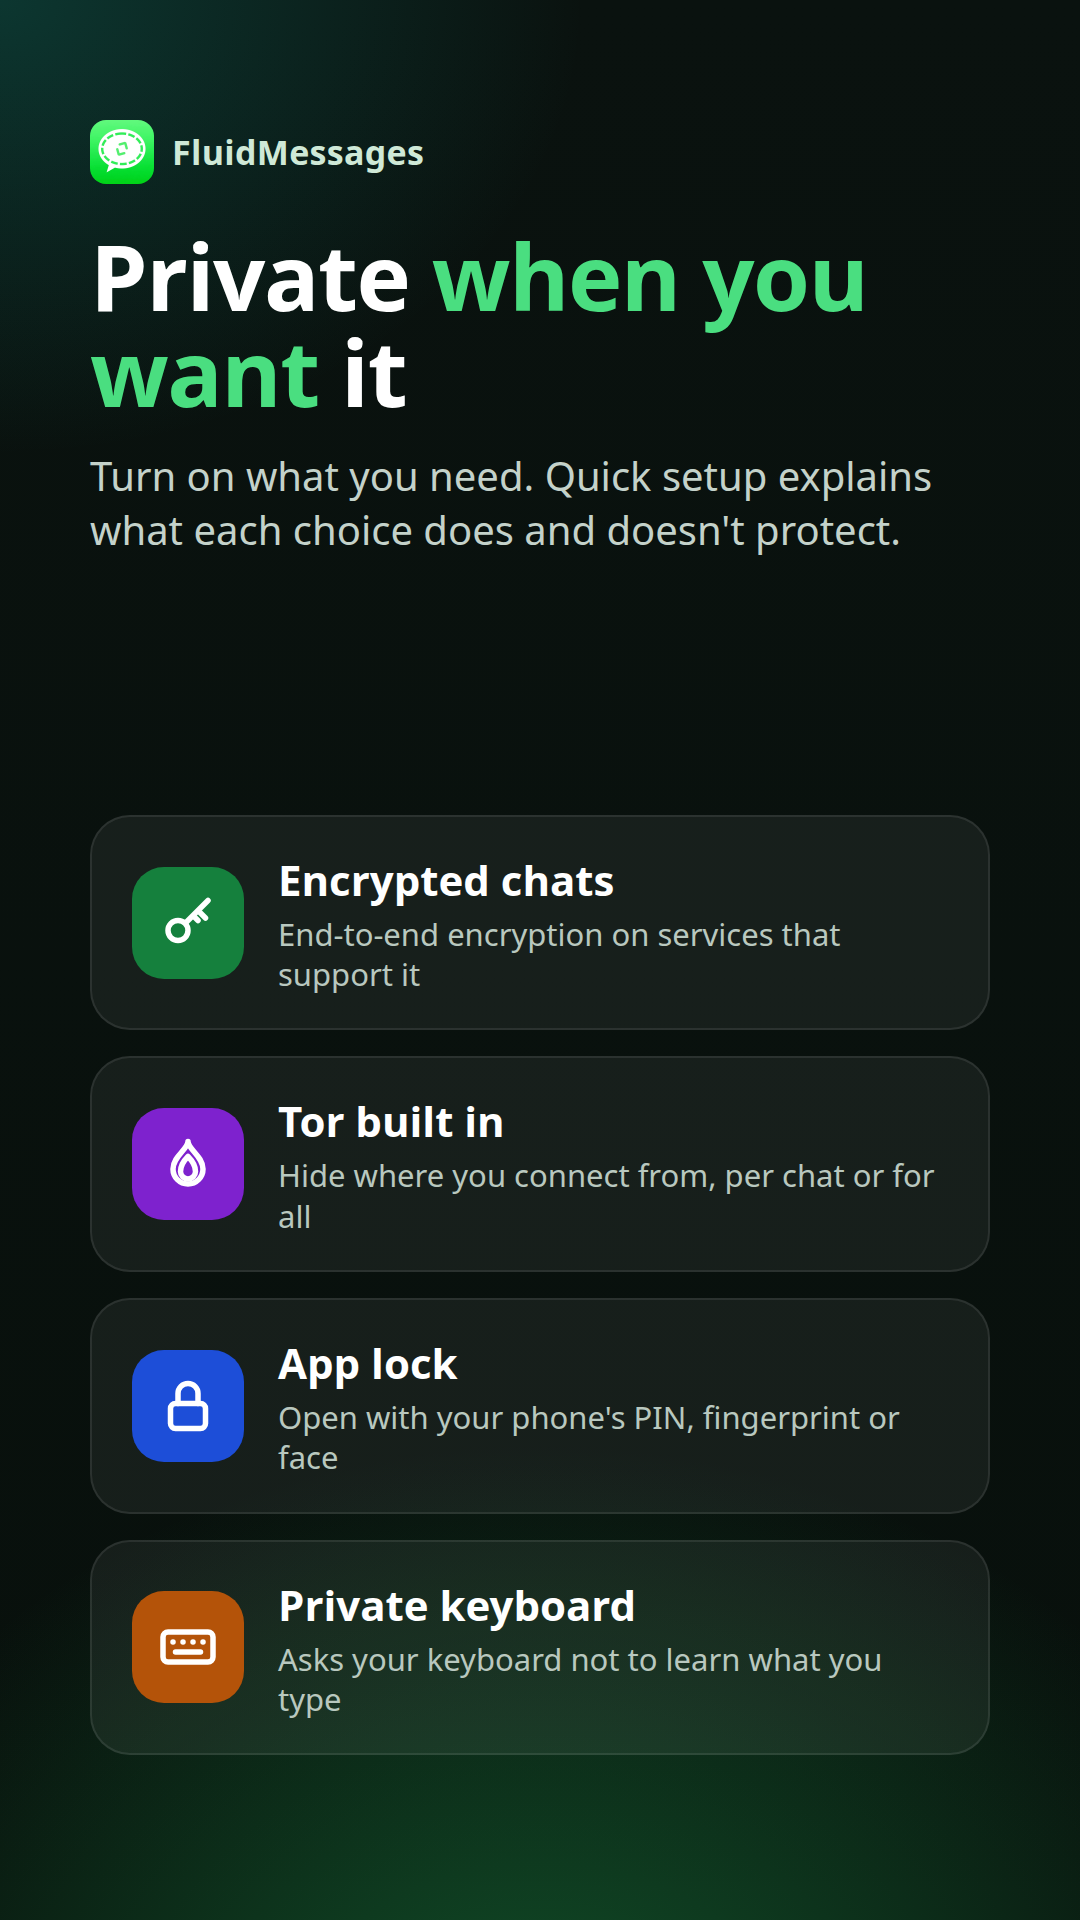 FluidMessages
Private when you
want it
Turn on what you need. Quick setup explains
what each choice does and doesn't protect.
Encrypted chats
End-to-end encryption on services that
support it
Tor built in
Hide where you connect from, per chat or for
all
App lock
Open with your phone's PIN, fingerprint or
face
Private keyboard
Asks your keyboard not to learn what you
type